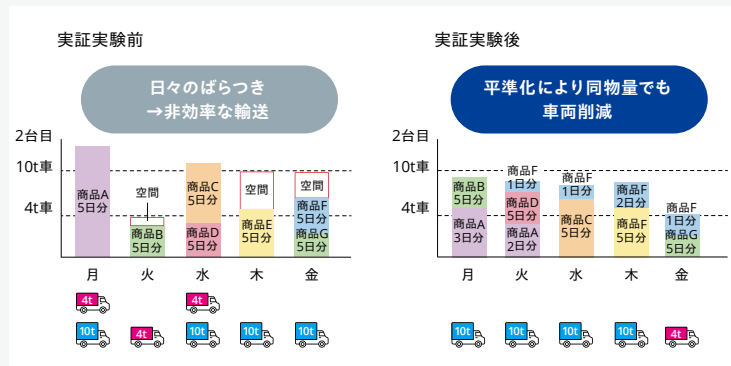 実証実験前
日々のばらつき
→非効率な輸送
2台目
10t車
4t車
商品A
5日分
空間
商品B
5日分
商品C
5日分
商品D
5日分
空間
商品E
5日分
空間
商品F
5日分
商品G
5日分
月
火
水
木
金
4t
4t
10t
4t
10t
10t
10t
実証実験後
平準化により同物量でも
車両削減
2台目
10t車
4t車
商品B
5日分
商品A
3日分
商品F
1日分
商品D
5日分
商品A
2日分
商品F
1日分
商品C
5日分
商品F
2日分
商品F
5日分
商品F
1日分
商品G
5日分
月
火
水
木
金
10t
10t
10t
10t
4t